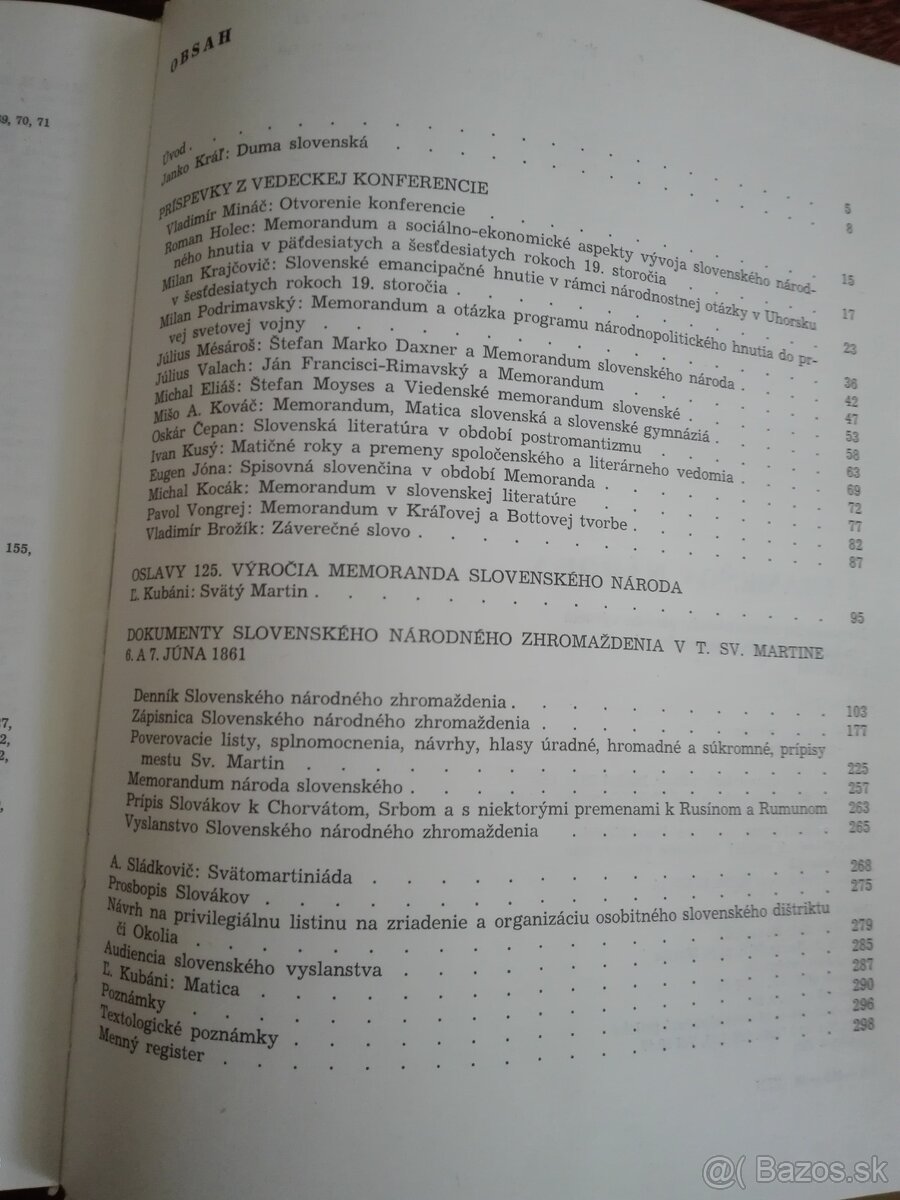 70, 71
155,
OBSAH
Úvod . . . . . . . . . . 5
Janko Kráľ: Duma slovenská . . . . . . . . 8
PRÍSPEVKY Z VEDECKEJ KONFERENCIE
Vladimír Mináč: Otvorenie konferencie . . . . . . 15
Roman Holec: Memorandum a sociálno-ekonomické aspekty vývoja slovenského národ-
ného hnutia v päťdesiatych a šesťdesiatych rokoch 19. storočia . . . . 17
Milan Krajčovič: Slovenské emancipačné hnutie v rámci národnostnej otázky v Uhorsku
v šesťdesiatych rokoch 19. storočia . . . . . . 23
Milan Podrimavský: Memorandum a otázka programu národnopolitického hnutia do pr-
vej svetovej vojny . . . . . . . . 36
Július Mésároš: Štefan Marko Daxner a Memorandum slovenského národa . . . 42
Július Valach: Ján Francisci-Rimavský a Memorandum . . . . 47
Michal Eliáš: Štefan Moyses a Viedenské memorandum slovenské . . . . 53
Mišo A. Kováč: Memorandum, Matica slovenská a slovenské gymnáziá . . . . 58
Oskár Čepan: Slovenská literatúra v období postromantizmu . . . . 63
Ivan Kusý: Matičné roky a premeny spoločenského a literárneho vedomia . . . 69
Eugen Jóna: Spisovná slovenčina v období Memoranda . . . . . 72
Michal Kocák: Memorandum v slovenskej literatúre . . . . . 77
Pavol Vongrej: Memorandum v Kráľovej a Bottovej tvorbe . . . . . 82
Vladimír Brožík: Záverečné slovo . . . . . . . . 87
OSLAVY 125. VÝROČIA MEMORANDA SLOVENSKÉHO NÁRODA
Ľ. Kubáni: Svätý Martin . . . . . . . . . . 95
DOKUMENTY SLOVENSKÉHO NÁRODNÉHO ZHROMAŽDENIA V T. SV. MARTINE
6. A 7. JÚNA 1861
Denník Slovenského národného zhromaždenia . . . . . . . 103
Zápisnica Slovenského národného zhromaždenia . . . . . . . 177
Poverovacie listy, splnomocnenia, návrhy, hlasy úradné, hromadné a súkromné, prípisy
mestu Sv. Martin . . . . . . . . . . 225
Memorandum národa slovenského . . . . . . . . . 257
Prípis Slovákov k Chorvátom, Srbom a s niektorými premenami k Rusínom a Rumunom 263
Vyslanstvo Slovenského národného zhromaždenia . . . . . . 265
A. Sládkovič: Svätomartiniáda . . . . . . . . . . 268
Prosbopis Slovákov . . . . . . . . . . . . 275
Návrh na privilegiálnu listinu na zriadenie a organizáciu osobitného slovenského dištriktu
či Okolia . . . . . . . . . . . . . 279
Audiencia slovenského vyslanstva . . . . . . . . . 285
Ľ. Kubáni: Matica . . . . . . . . . . . . 287
Poznámky . . . . . . . . . . . . . . 290
Textologické poznámky . . . . . . . . . . . 296
Menný register . . . . . . . . . . . . . 298
@( Bazos.sk